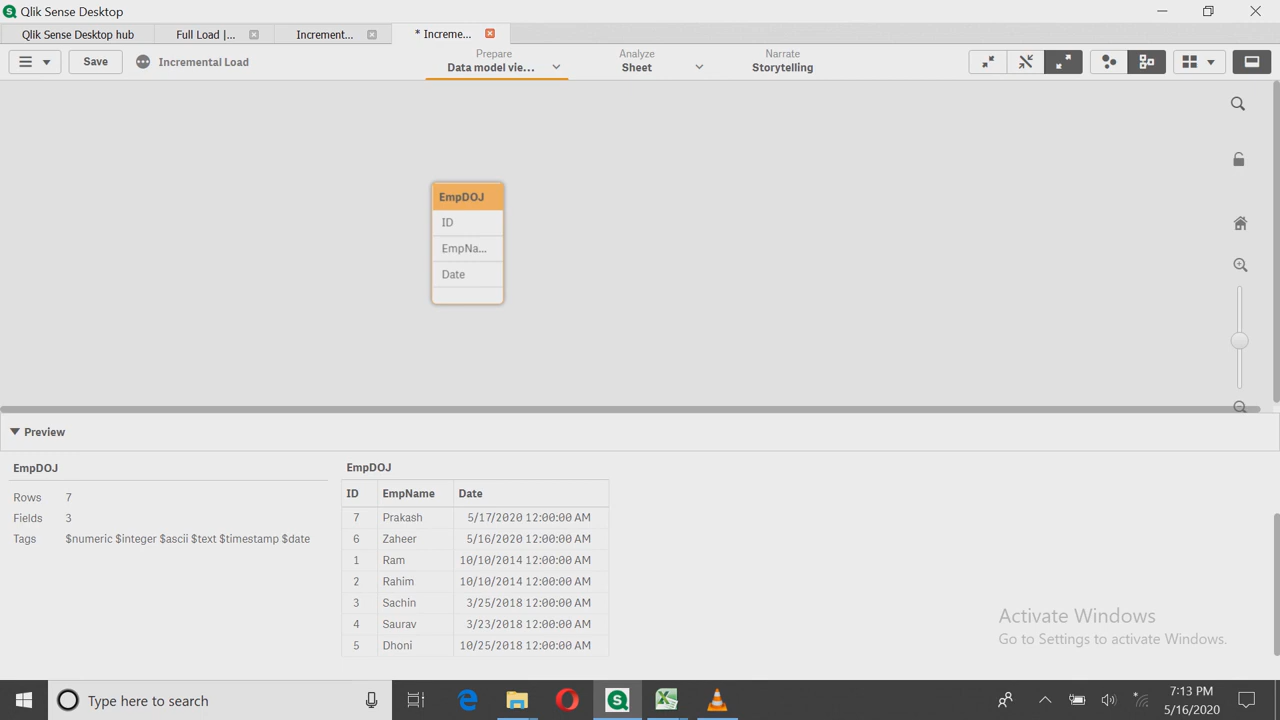 Qlik Sense Desktop
Qlik Sense Desktop hub
Full Load |...
Increment...
* Increme...
Save
Incremental Load
Prepare
Data model vie...
Analyze
Sheet
Narrate
Storytelling
EmpDOJ
ID
EmpNa...
Date
Preview
EmpDOJ
Rows 7
Fields 3
Tags $numeric $integer $ascii $text $timestamp $date
EmpDOJ
ID EmpName Date
7 Prakash 5/17/2020 12:00:00 AM
6 Zaheer 5/16/2020 12:00:00 AM
1 Ram 10/10/2014 12:00:00 AM
2 Rahim 10/10/2014 12:00:00 AM
3 Sachin 3/25/2018 12:00:00 AM
4 Saurav 3/23/2018 12:00:00 AM
5 Dhoni 10/25/2018 12:00:00 AM
Activate Windows
Go to Settings to activate Windows.
Type here to search
7:13 PM
5/16/2020